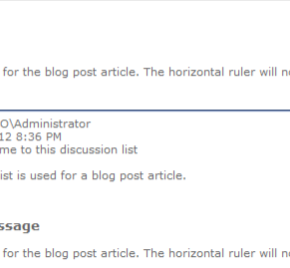 for the blog post article. The horizontal ruler will n
O\Administrator
12 8:36 PM
me to this discussion list
ist is used for a blog post article.
ssage
for the blog post article. The horizontal ruler will n